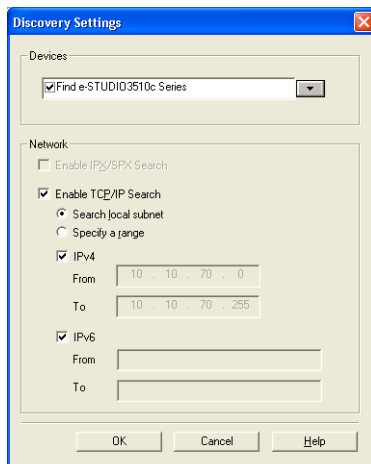 Discovery Settings
Devices
Find e-STUDIO3510c Series
Network
Enable IPX/SPX Search
Enable TCP/IP Search
Search local subnet
Specify a range
IPv4
From 10 . 10 . 70 . 0
To 10 . 10 . 70 . 255
IPv6
From
To
OK Cancel Help